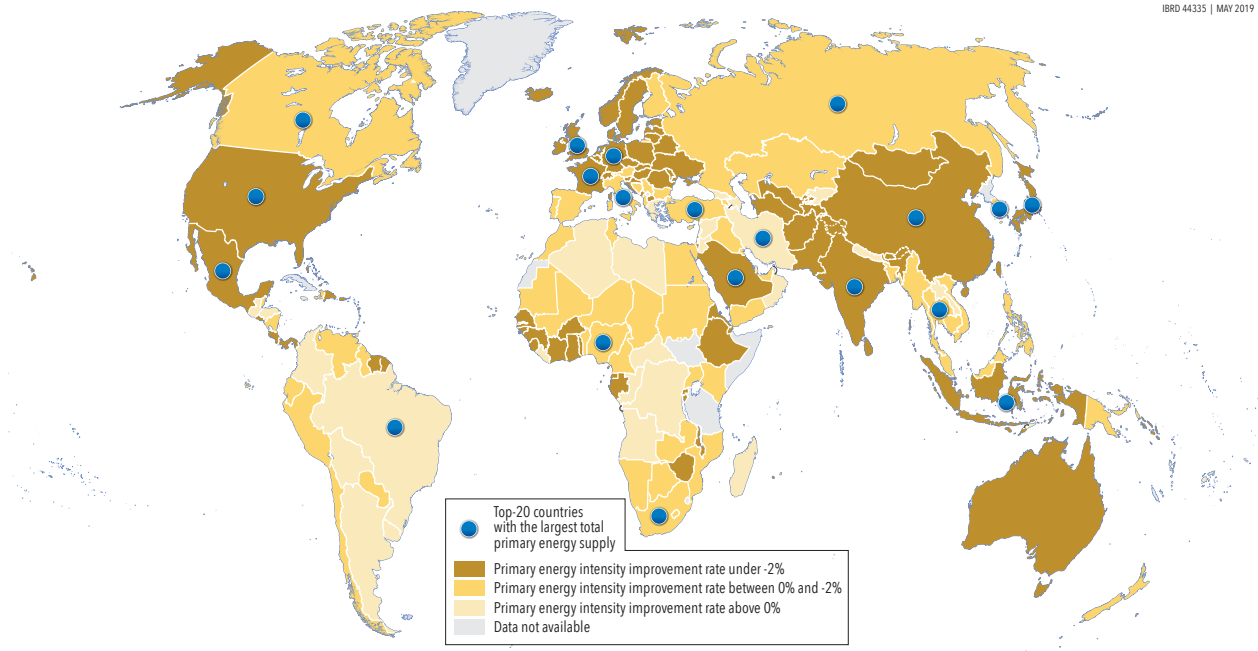 IBRD 44335 | MAY 2019
Top-20 countries
with the largest total
primary energy supply
Primary energy intensity improvement rate under -2%
Primary energy intensity improvement rate between 0% and -2%
Primary energy intensity improvement rate above 0%
Data not available